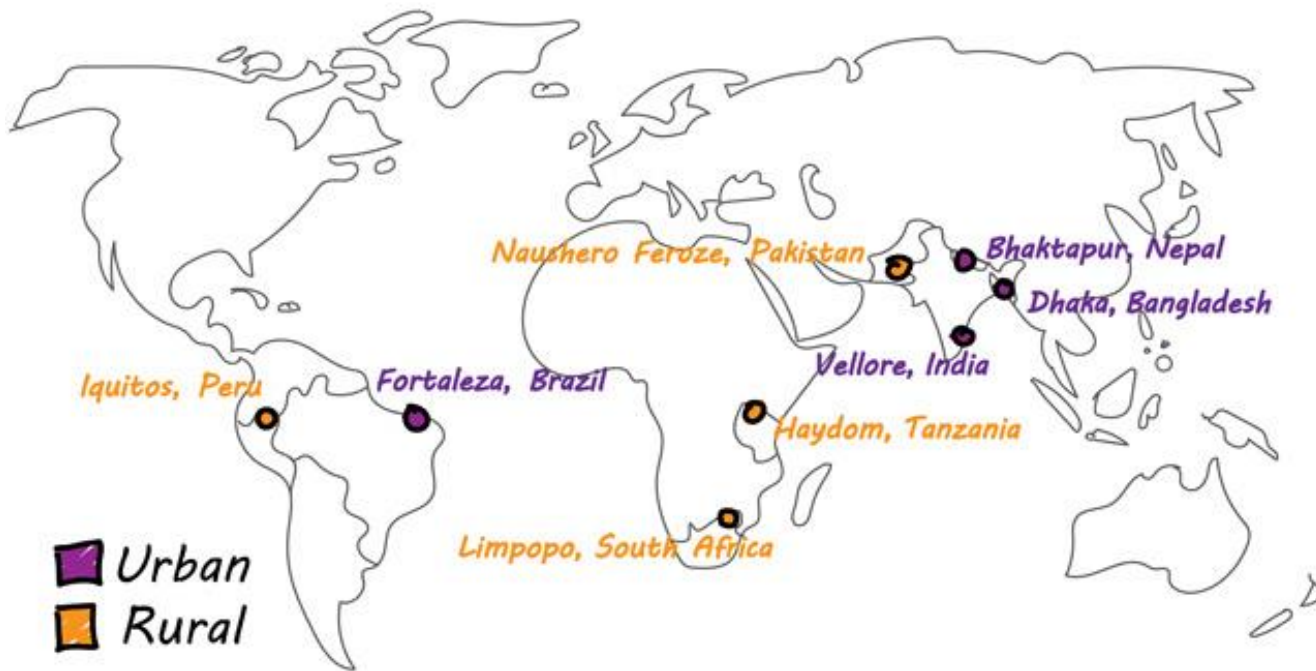 Naushero Feroze, Pakistan
Bhaktapur, Nepal
Dhaka, Bangladesh
Vellore, India
Iquitos, Peru
Fortaleza, Brazil
Haydom, Tanzania
Limpopo, South Africa
Urban
Rural